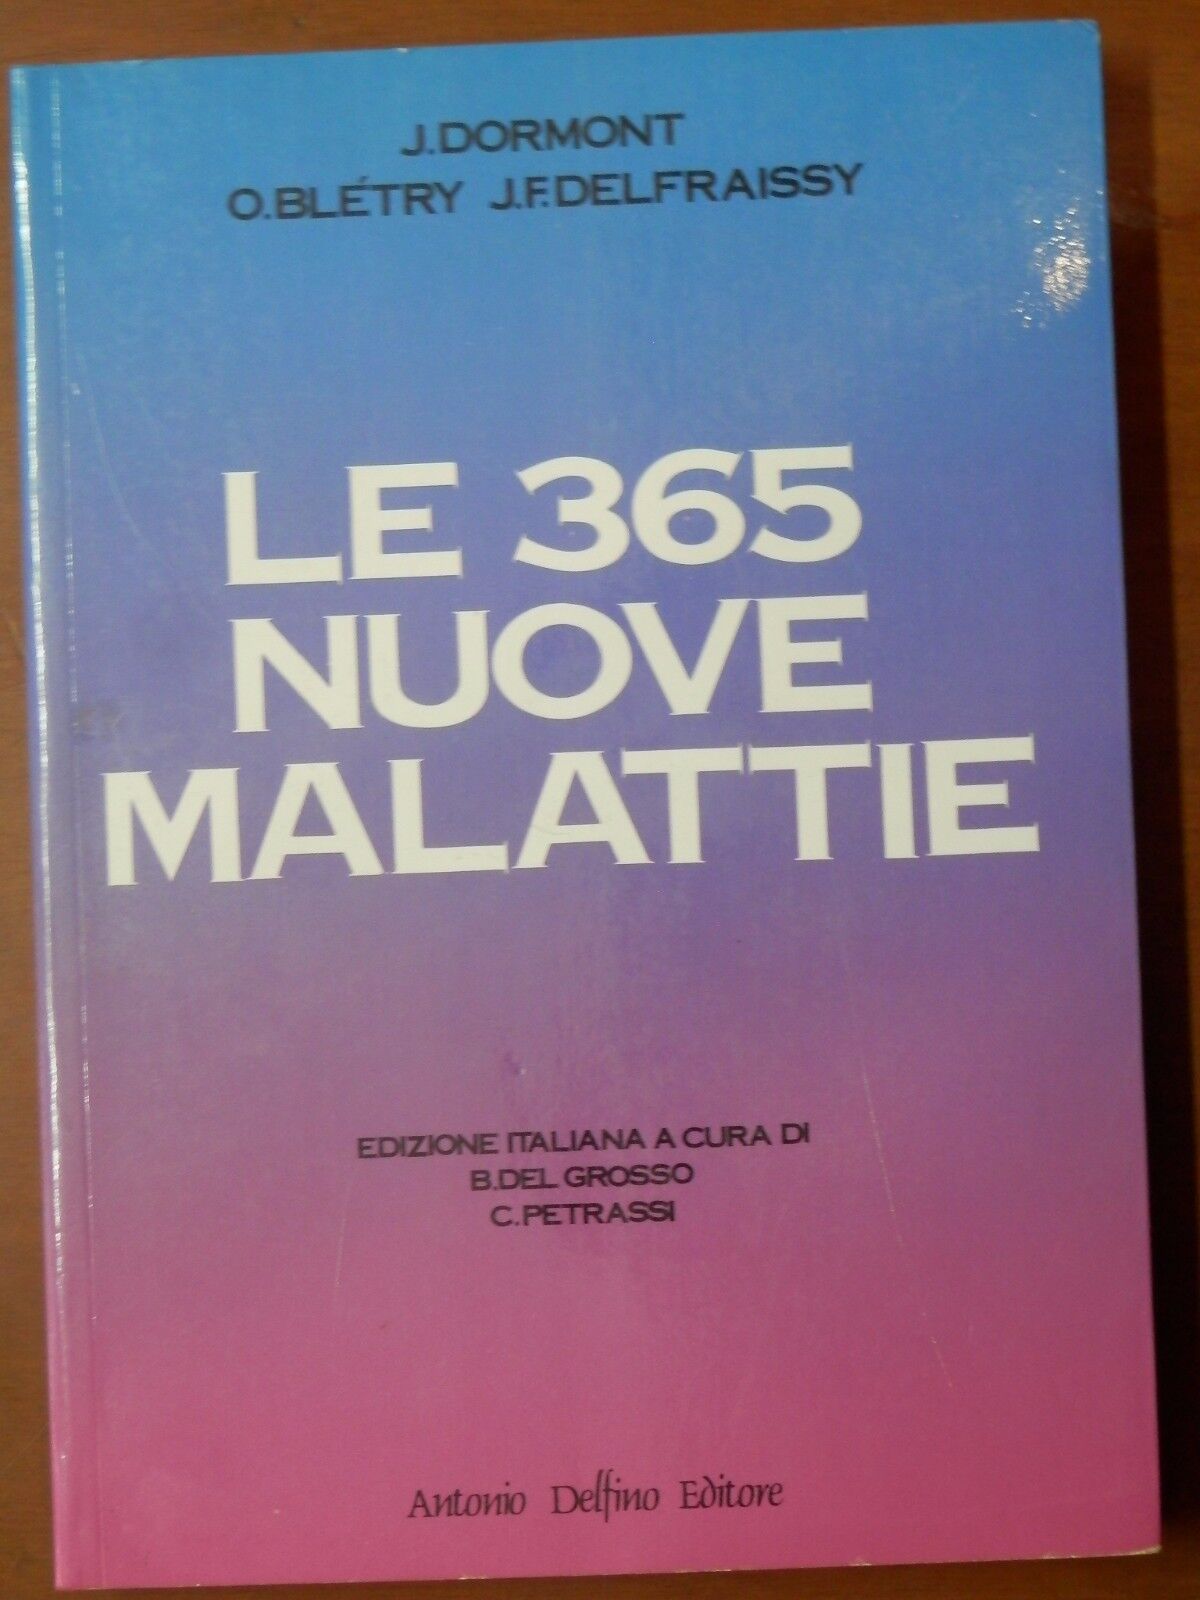 J.DORMONT
O.BLÉTRY J.F.DELFRAISSY
LE 365
NUOVE
MALATTIE
EDIZIONE ITALIANA A CURA DI
B.DEL GROSSO
C.PETRASSI
Antonio Delfino Editore